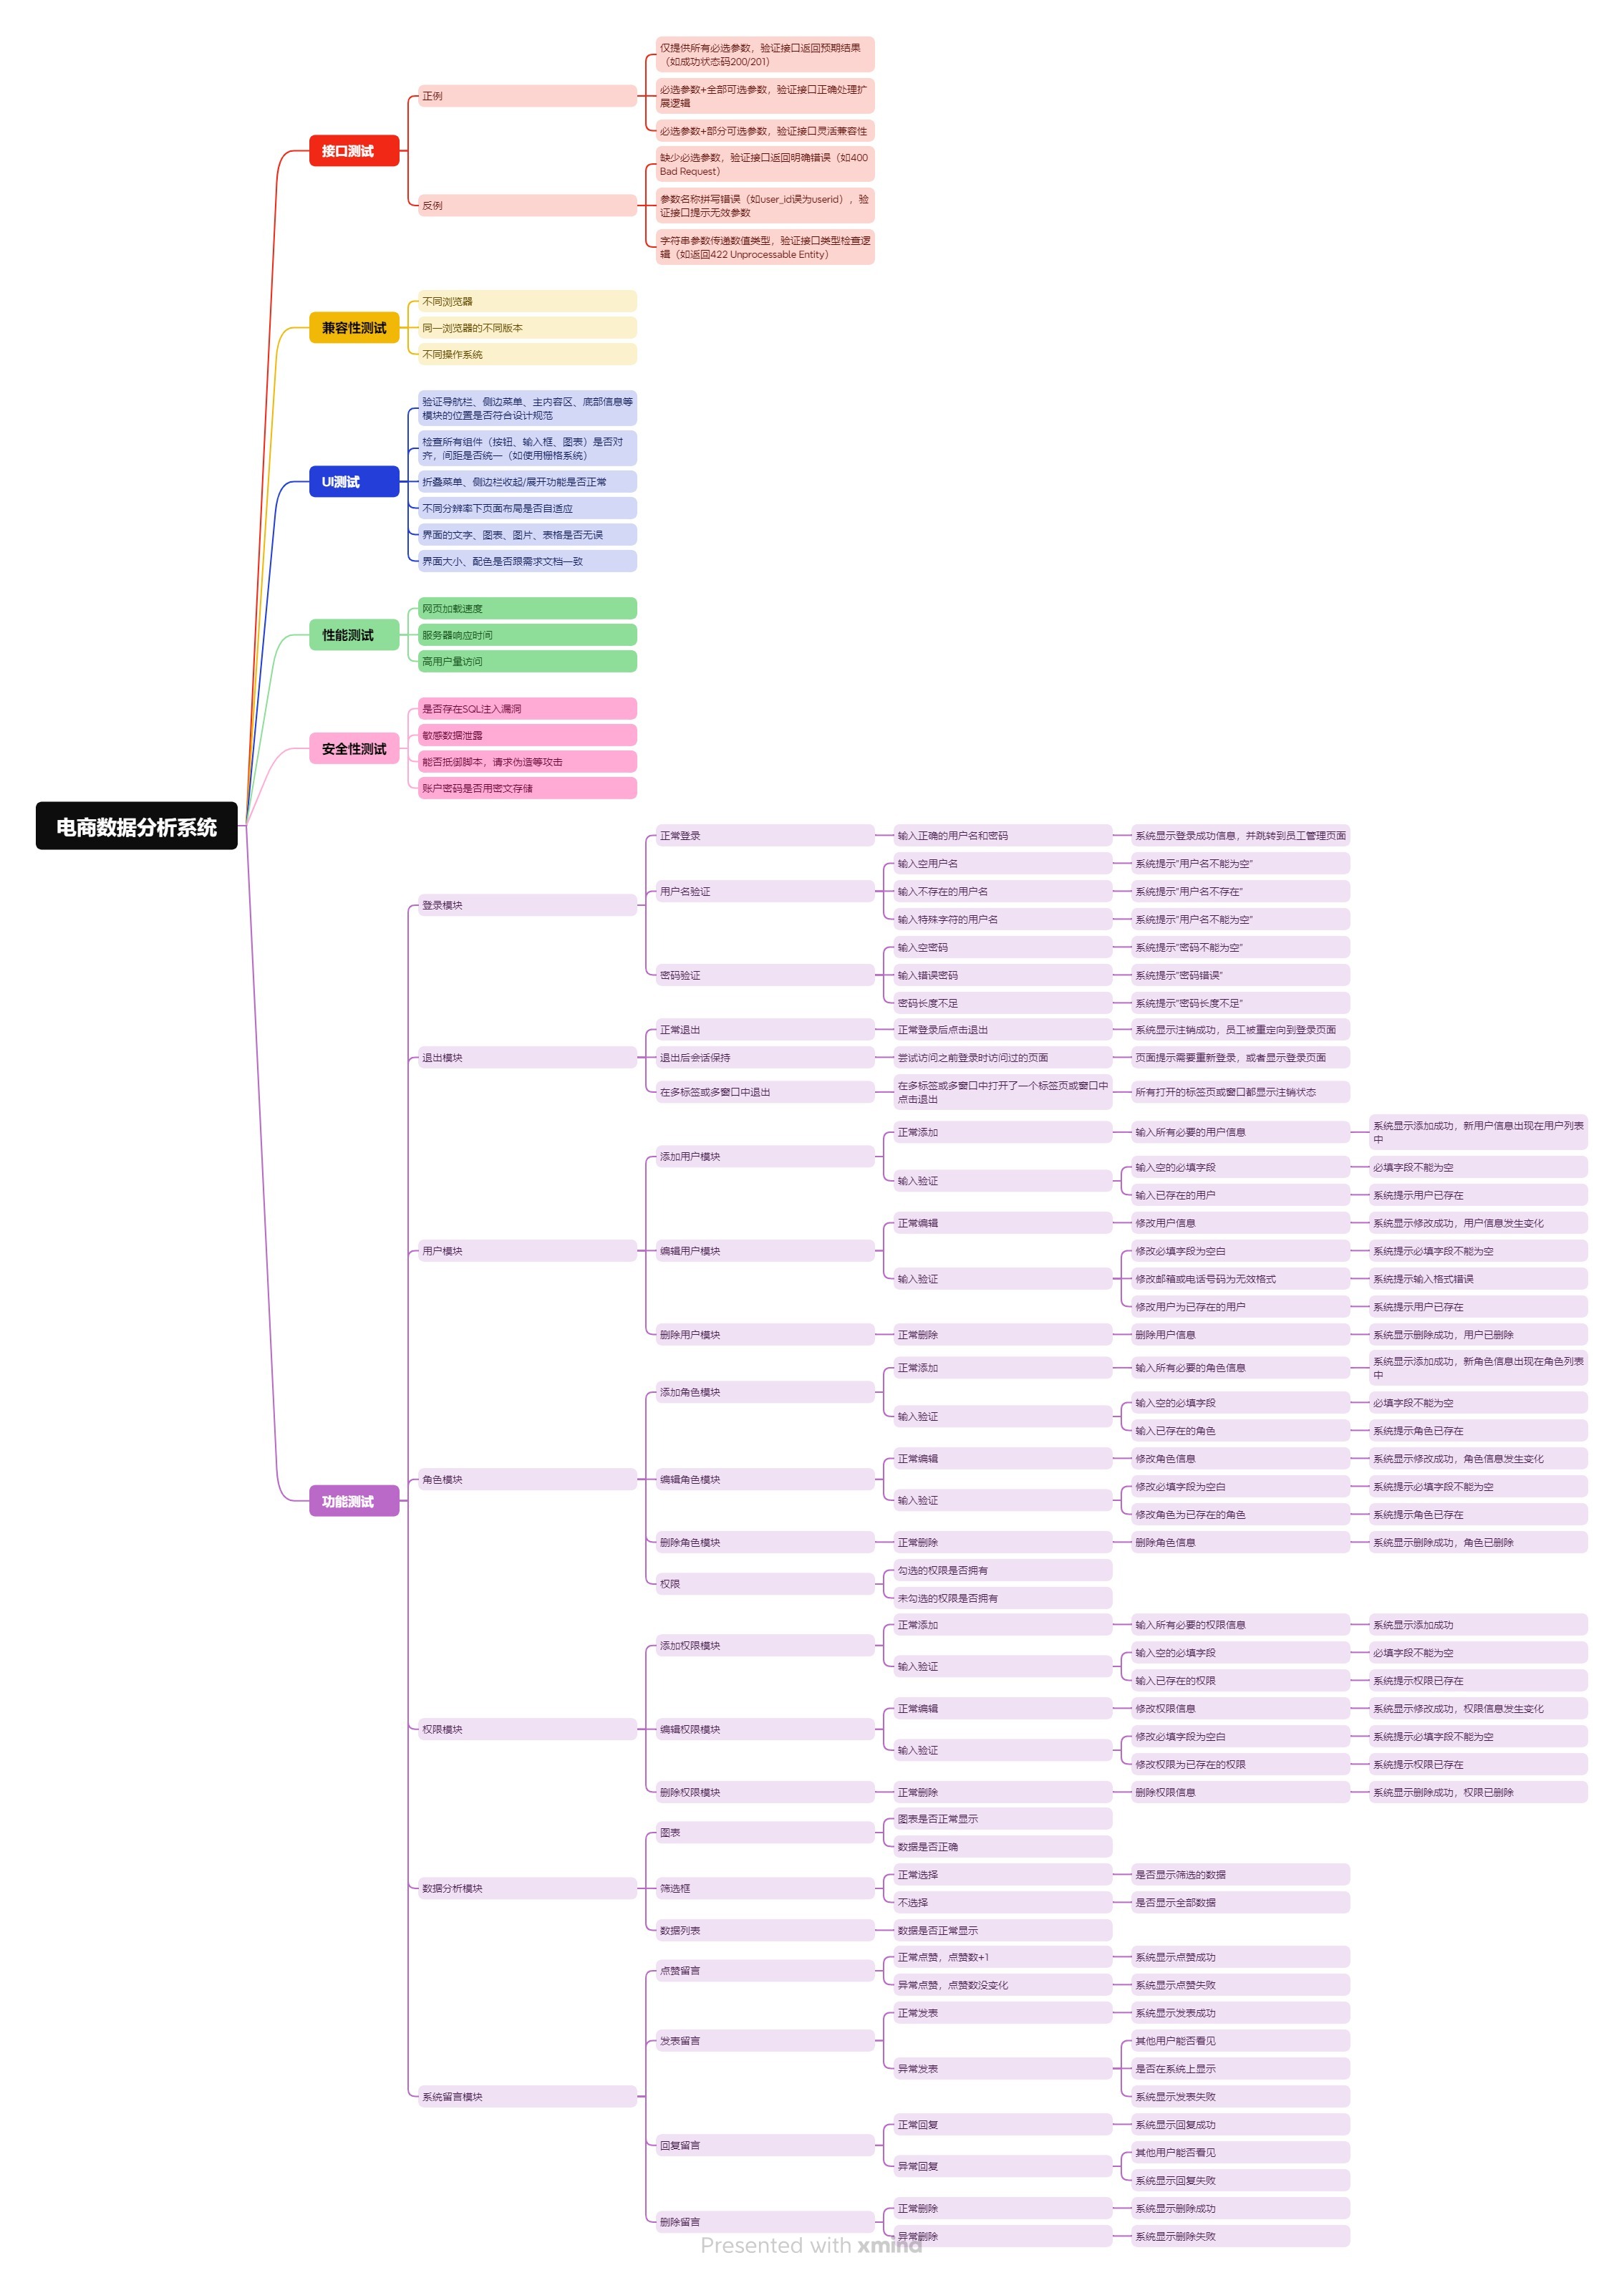 电商数据分析系统
接口测试
正例
仅提供所有必选参数，验证接口返回预期结果
（如成功状态码200/201）
必选参数+全部可选参数，验证接口正确处理扩
展逻辑
必选参数+部分可选参数，验证接口灵活兼容性
反例
缺少必选参数，验证接口返回明确错误（如400
Bad Request）
参数名称拼写错误（如user_id误为userid），验
证接口提示无效参数
字符串参数传递数值类型，验证接口类型检查逻
辑（如返回422 Unprocessable Entity）
兼容性测试
不同浏览器
同一浏览器的不同版本
不同操作系统
UI测试
验证导航栏、侧边菜单、主内容区、底部信息等
模块的位置是否符合设计规范
检查所有组件（按钮、输入框、图表）是否对
齐，间距是否统一（如使用栅格系统）
折叠菜单、侧边栏收起/展开功能是否正常
不同分辨率下页面布局是否自适应
界面的文字、图表、图片、表格是否无误
界面大小、配色是否跟需求文档一致
性能测试
网页加载速度
服务器响应时间
高用户量访问
安全性测试
是否存在SQL注入漏洞
敏感数据泄露
能否抵御脚本，请求伪造等攻击
账户密码是否用密文存储
功能测试
登录模块
正常登录
输入正确的用户名和密码
系统显示登录成功信息，并跳转到员工管理页面
用户名验证
输入空用户名
系统提示"用户名不能为空"
输入不存在的用户名
系统提示"用户名不存在"
输入特殊字符的用户名
系统提示"用户名不能为空"
密码验证
输入空密码
系统提示"密码不能为空"
输入错误密码
系统提示"密码错误"
密码长度不足
系统提示"密码长度不足"
退出模块
正常退出
正常登录后点击退出
系统显示注销成功，员工被重定向到登录页面
退出后会话保持
尝试访问之前登录时访问过的页面
页面提示需要重新登录，或者显示登录页面
在多标签或多窗口中退出
在多标签或多窗口中打开了一个标签页或窗口中
点击退出
所有打开的标签页或窗口都显示注销状态
用户模块
添加用户模块
正常添加
输入所有必要的用户信息
系统显示添加成功，新用户信息出现在用户列表
中
输入验证
输入空的必填字段
必填字段不能为空
输入已存在的用户
系统提示用户已存在
编辑用户模块
正常编辑
修改用户信息
系统显示修改成功，用户信息发生变化
输入验证
修改必填字段为空白
系统提示必填字段不能为空
修改邮箱或电话号码为无效格式
系统提示输入格式错误
修改用户为已存在的用户
系统提示用户已存在
删除用户模块
正常删除
删除用户信息
系统显示删除成功，用户已删除
角色模块
添加角色模块
正常添加
输入所有必要的角色信息
系统显示添加成功，新角色信息出现在角色列表
中
输入验证
输入空的必填字段
必填字段不能为空
输入已存在的角色
系统提示角色已存在
编辑角色模块
正常编辑
修改角色信息
系统显示修改成功，角色信息发生变化
输入验证
修改必填字段为空白
系统提示必填字段不能为空
修改角色为已存在的角色
系统提示角色已存在
删除角色模块
正常删除
删除角色信息
系统显示删除成功，角色已删除
权限
勾选的权限是否拥有
未勾选的权限是否拥有
权限模块
添加权限模块
正常添加
输入所有必要的权限信息
系统显示添加成功
输入验证
输入空的必填字段
必填字段不能为空
输入已存在的权限
系统提示权限已存在
编辑权限模块
正常编辑
修改权限信息
系统显示修改成功，权限信息发生变化
输入验证
修改必填字段为空白
系统提示必填字段不能为空
修改权限为已存在的权限
系统提示权限已存在
删除权限模块
正常删除
删除权限信息
系统显示删除成功，权限已删除
数据分析模块
图表
图表是否正常显示
数据是否正确
筛选框
正常选择
是否显示筛选的数据
不选择
是否显示全部数据
数据列表
数据是否正常显示
系统留言模块
点赞留言
正常点赞，点赞数+1
系统显示点赞成功
异常点赞，点赞数没变化
系统显示点赞失败
发表留言
正常发表
系统显示发表成功
异常发表
其他用户能否看见
是否在系统上显示
系统显示发表失败
回复留言
正常回复
系统显示回复成功
异常回复
其他用户能否看见
系统显示回复失败
删除留言
正常删除
系统显示删除成功
异常删除
系统显示删除失败
Presented with xmind